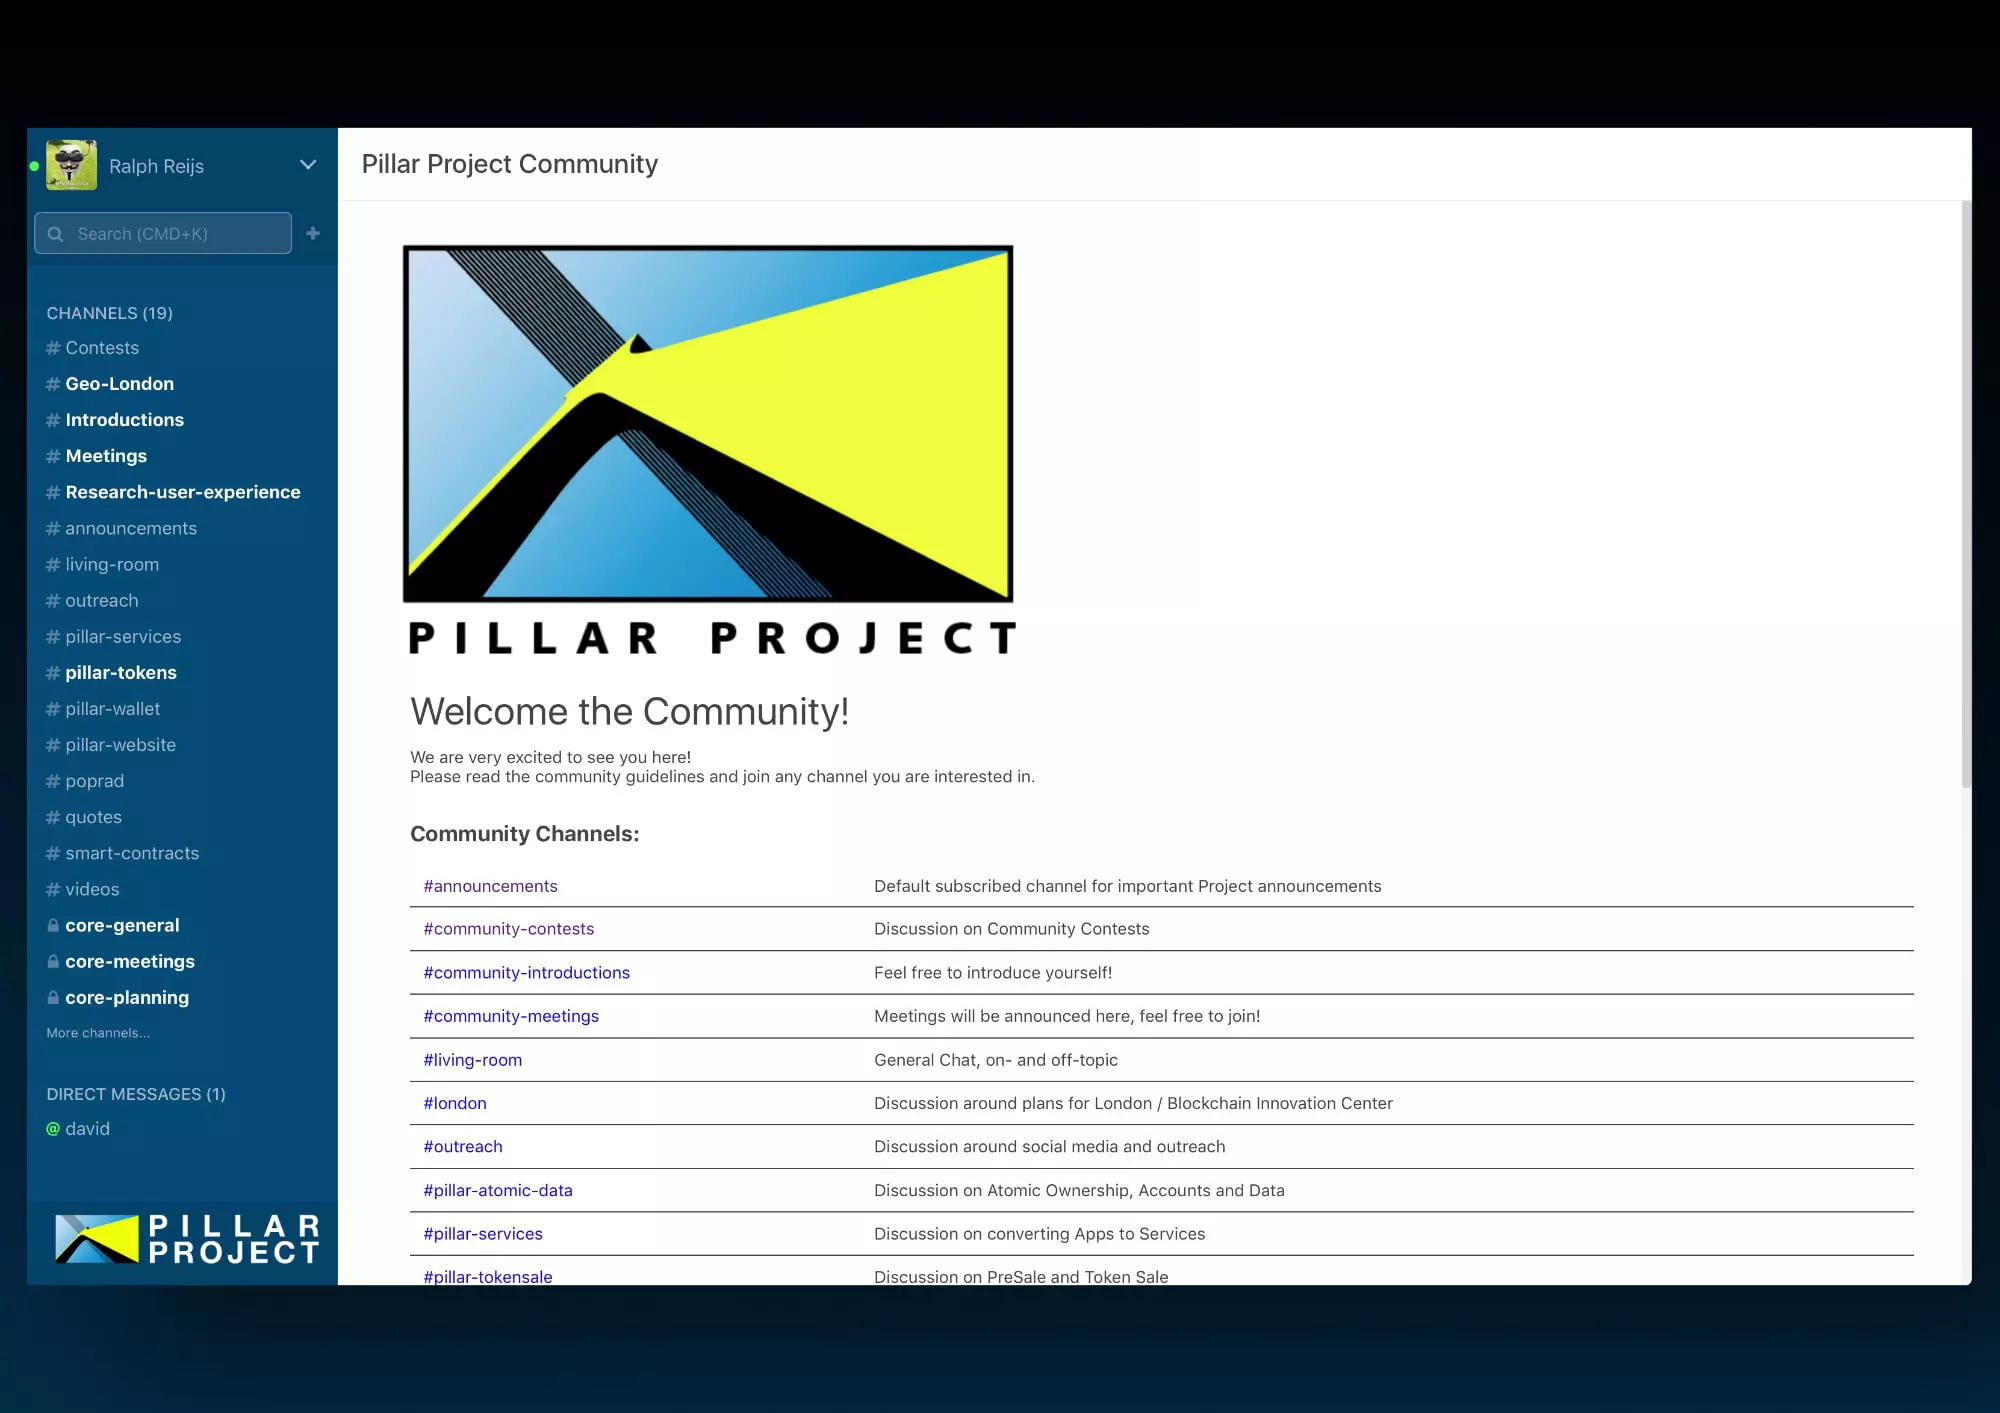 Ralph Reijs
Search (CMD+K)
CHANNELS (19)
# Contests
# Geo-London
# Introductions
# Meetings
# Research-user-experience
# announcements
# living-room
# outreach
# pillar-services
# pillar-tokens
# pillar-wallet
# pillar-website
# poprad
# quotes
# smart-contracts
# videos
core-general
core-meetings
core-planning
More channels...
DIRECT MESSAGES (1)
@ david
PILLAR
PROJECT
Pillar Project Community
PILLAR PROJECT
Welcome the Community!
We are very excited to see you here!
Please read the community guidelines and join any channel you are interested in.
Community Channels:
#announcements Default subscribed channel for important Project announcements
#community-contests Discussion on Community Contests
#community-introductions Feel free to introduce yourself!
#community-meetings Meetings will be announced here, feel free to join!
#living-room General Chat, on- and off-topic
#london Discussion around plans for London / Blockchain Innovation Center
#outreach Discussion around social media and outreach
#pillar-atomic-data Discussion on Atomic Ownership, Accounts and Data
#pillar-services Discussion on converting Apps to Services
#pillar-tokensale Discussion on PreSale and Token Sale